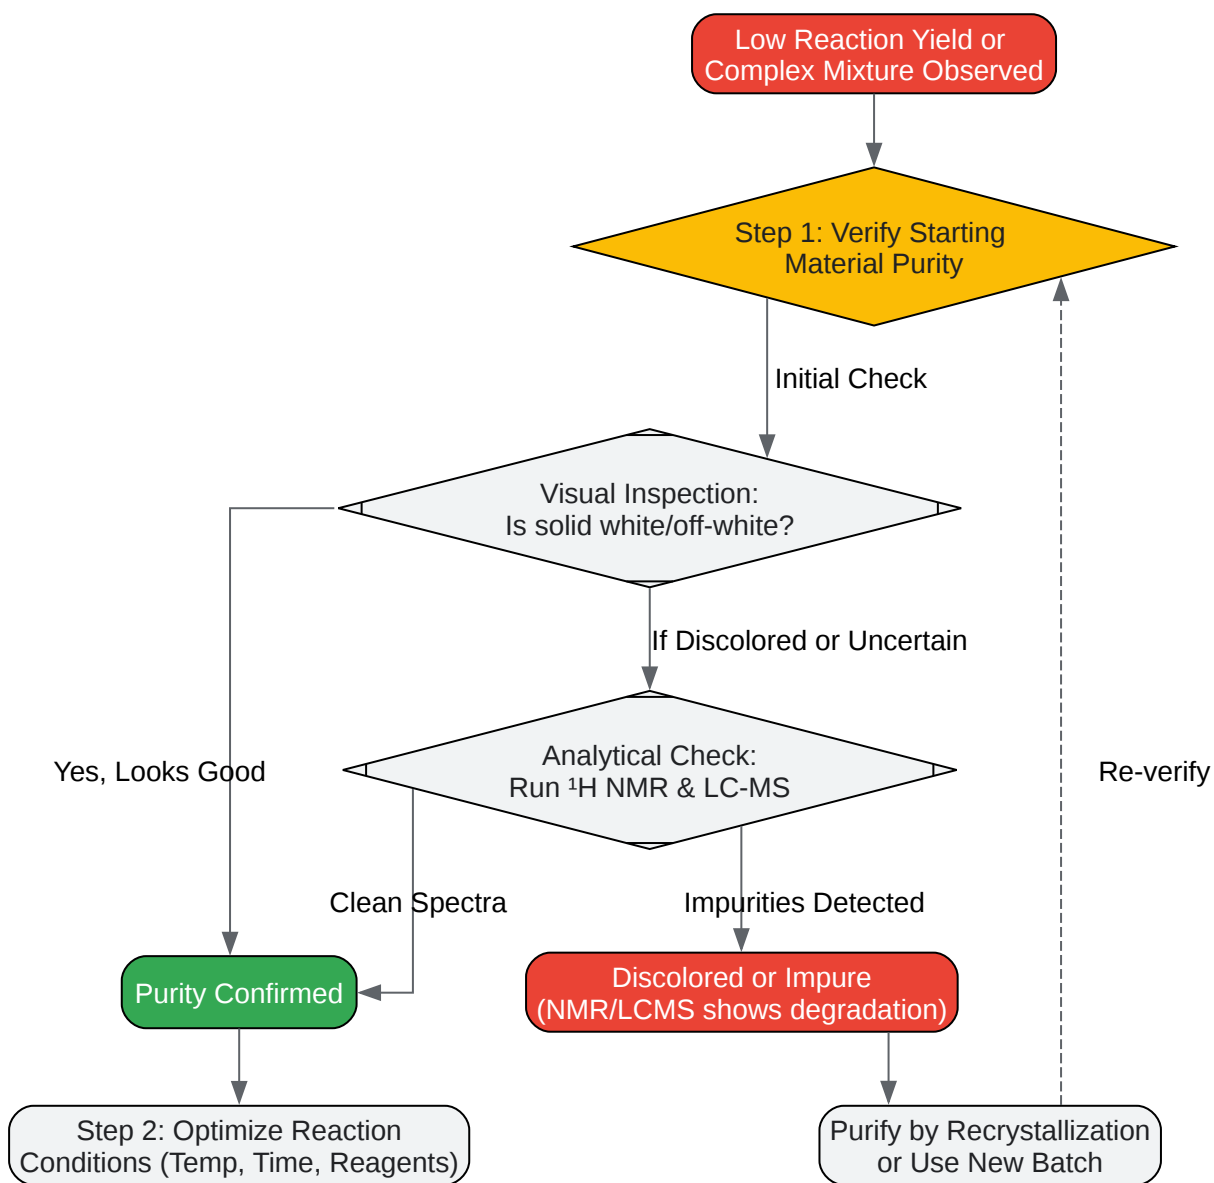 Low Reaction Yield or
Complex Mixture Observed
Step 1: Verify Starting
Material Purity
Initial Check
Visual Inspection:
Is solid white/off-white?
If Discolored or Uncertain
Analytical Check:
Run ¹H NMR & LC-MS
Yes, Looks Good
Re-verify
Clean Spectra
Impurities Detected
Purity Confirmed
Discolored or Impure
(NMR/LCMS shows degradation)
Step 2: Optimize Reaction
Conditions (Temp, Time, Reagents)
Purify by Recrystallization
or Use New Batch